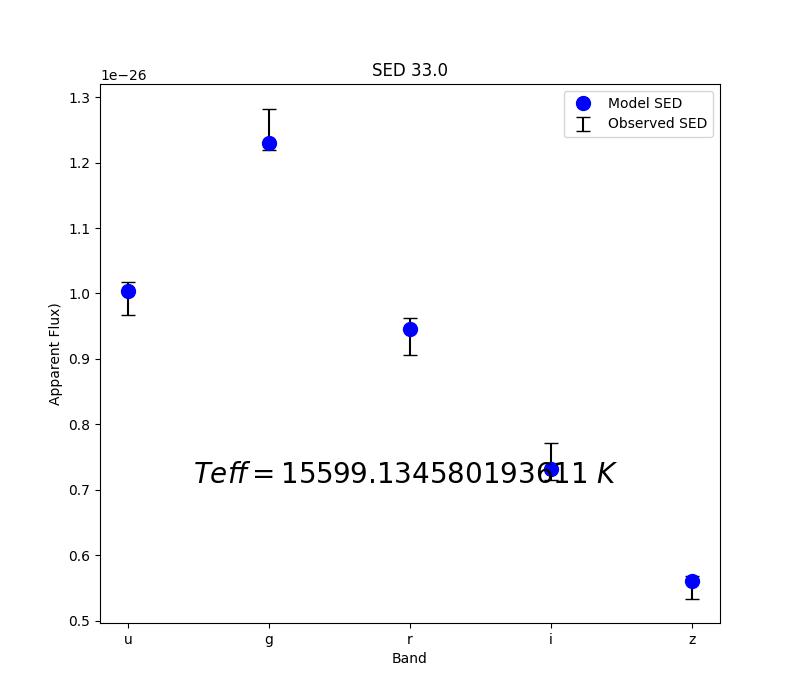 SED 33.0
1e−26
Model SED
Observed SED
1.3
1.2
1.1
1.0
0.9
0.8
0.7
0.6
0.5
Apparent Flux)
Teff = 15599.134580193611 K
u g r i z
Band